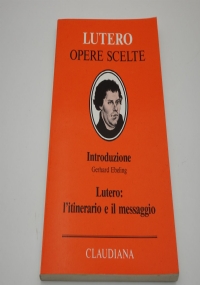 LUTERO
OPERE SCELTE
Introduzione
Gerhard Ebeling
Lutero:
l'itinerario e il messaggio
CLAUDIANA